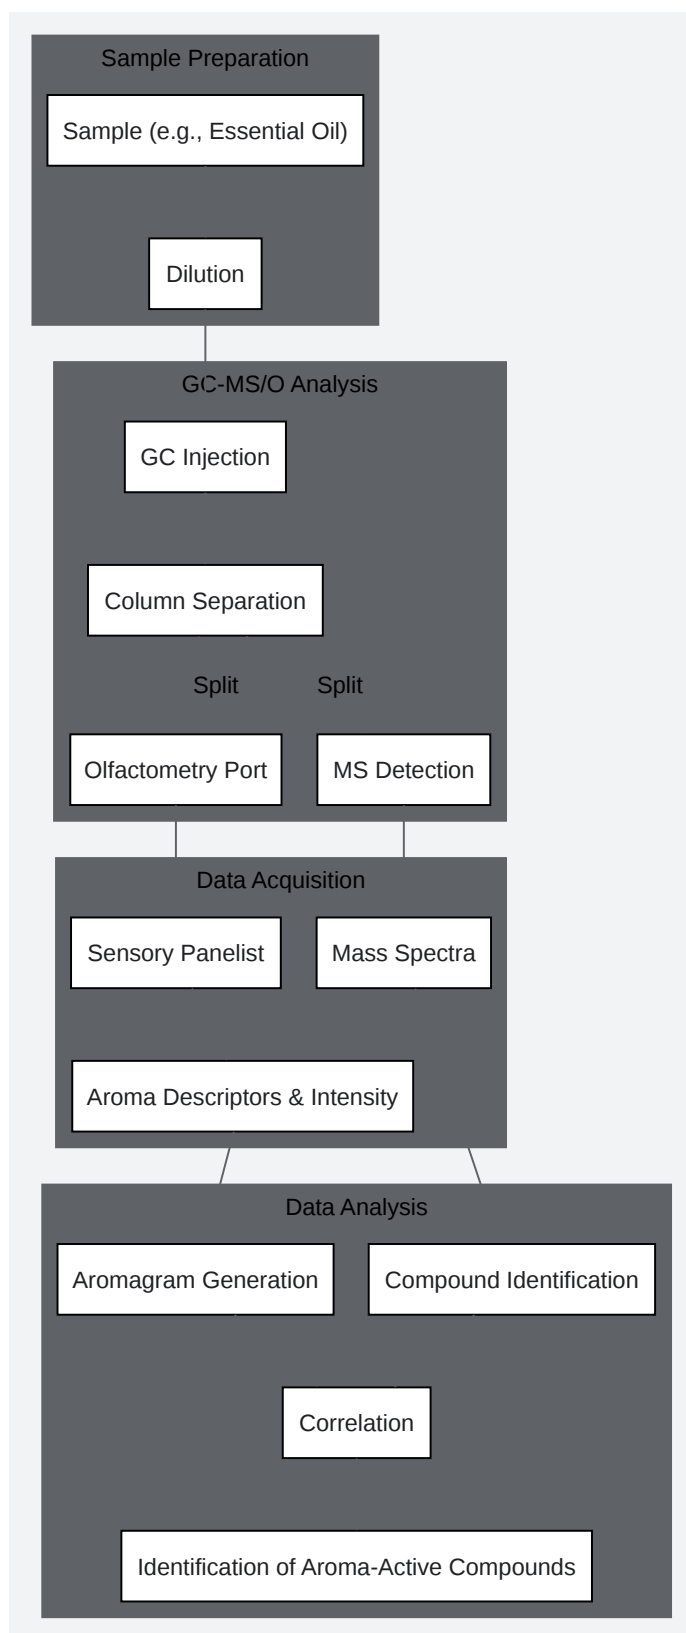 Sample Preparation
Sample (e.g., Essential Oil)
Dilution
GC-MS/O Analysis
GC Injection
Column Separation
Split
Split
Olfactometry Port
MS Detection
Data Acquisition
Sensory Panelist
Mass Spectra
Aroma Descriptors & Intensity
Data Analysis
Aromagram Generation
Compound Identification
Correlation
Identification of Aroma-Active Compounds